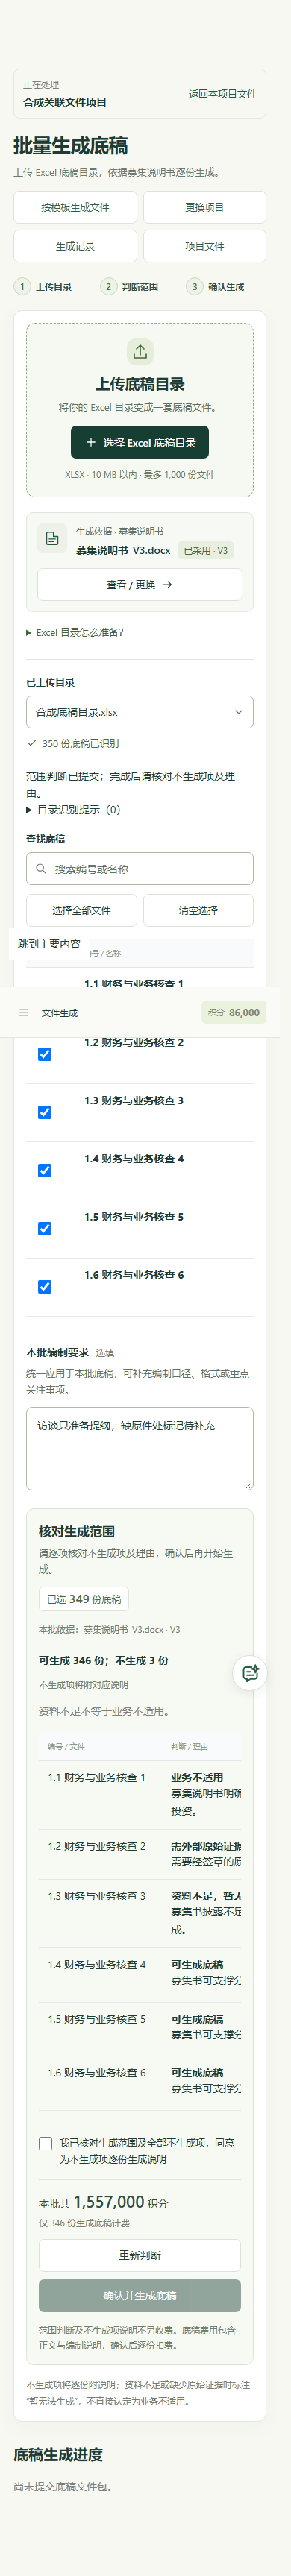 正在处理
合成关联文件项目
返回本项目文件
批量生成底稿
上传 Excel 底稿目录，依据募集说明书逐份生成。
按模板生成文件
更换项目
生成记录
项目文件
1 上传目录
2 判断范围
3 确认生成
上传底稿目录
将你的 Excel 目录变成一套底稿文件。
选择 Excel 底稿目录
XLSX · 10 MB 以内 · 最多 1,000 份文件
生成依据 · 募集说明书
募集说明书_V3.docx 已采用 · V3
查看 / 更换 →
Excel 目录怎么准备？
已上传目录
合成底稿目录.xlsx
350 份底稿已识别
范围判断已提交；完成后请核对不生成项及理
由。
目录识别提示（0）
查找底稿
搜索编号或名称
选择全部文件
清空选择
跳到主要内容
号 / 名称
1.1 财务与业务核查 1
文件生成
积分 86,000
1.2 财务与业务核查 2
1.3 财务与业务核查 3
1.4 财务与业务核查 4
1.5 财务与业务核查 5
1.6 财务与业务核查 6
本批编制要求 选填
统一应用于本批底稿，可补充编制口径、格式或重点
关注事项。
访谈只准备提纲，缺原件处标记待补充
核对生成范围
请逐项核对不生成项及理由，确认后再开始生
成。
已选 349 份底稿
本批依据：募集说明书_V3.docx · V3
可生成 346 份；不生成 3 份
不生成项将附对应说明
资料不足不等于业务不适用。
编号 / 文件
判断 / 理由
1.1 财务与业务核查 1
业务不适用
募集说明书明确
投资。
1.2 财务与业务核查 2
需外部原始证据
需要经签章的原
1.3 财务与业务核查 3
资料不足，暂无
募集书披露不足
成。
1.4 财务与业务核查 4
可生成底稿
募集书可支撑分
1.5 财务与业务核查 5
可生成底稿
募集书可支撑分
1.6 财务与业务核查 6
可生成底稿
募集书可支撑分
我已核对生成范围及全部不生成项，同意
为不生成项逐份生成说明
本批共 1,557,000 积分
仅 346 份生成底稿计费
重新判断
确认并生成底稿
范围判断及不生成项说明不另收费。底稿费用包含
正文与编制说明，确认后逐份扣费。
不生成项将逐份附说明；资料不足或缺少原始证据时标注
“暂无法生成”，不直接认定为业务不适用。
底稿生成进度
尚未提交底稿文件包。